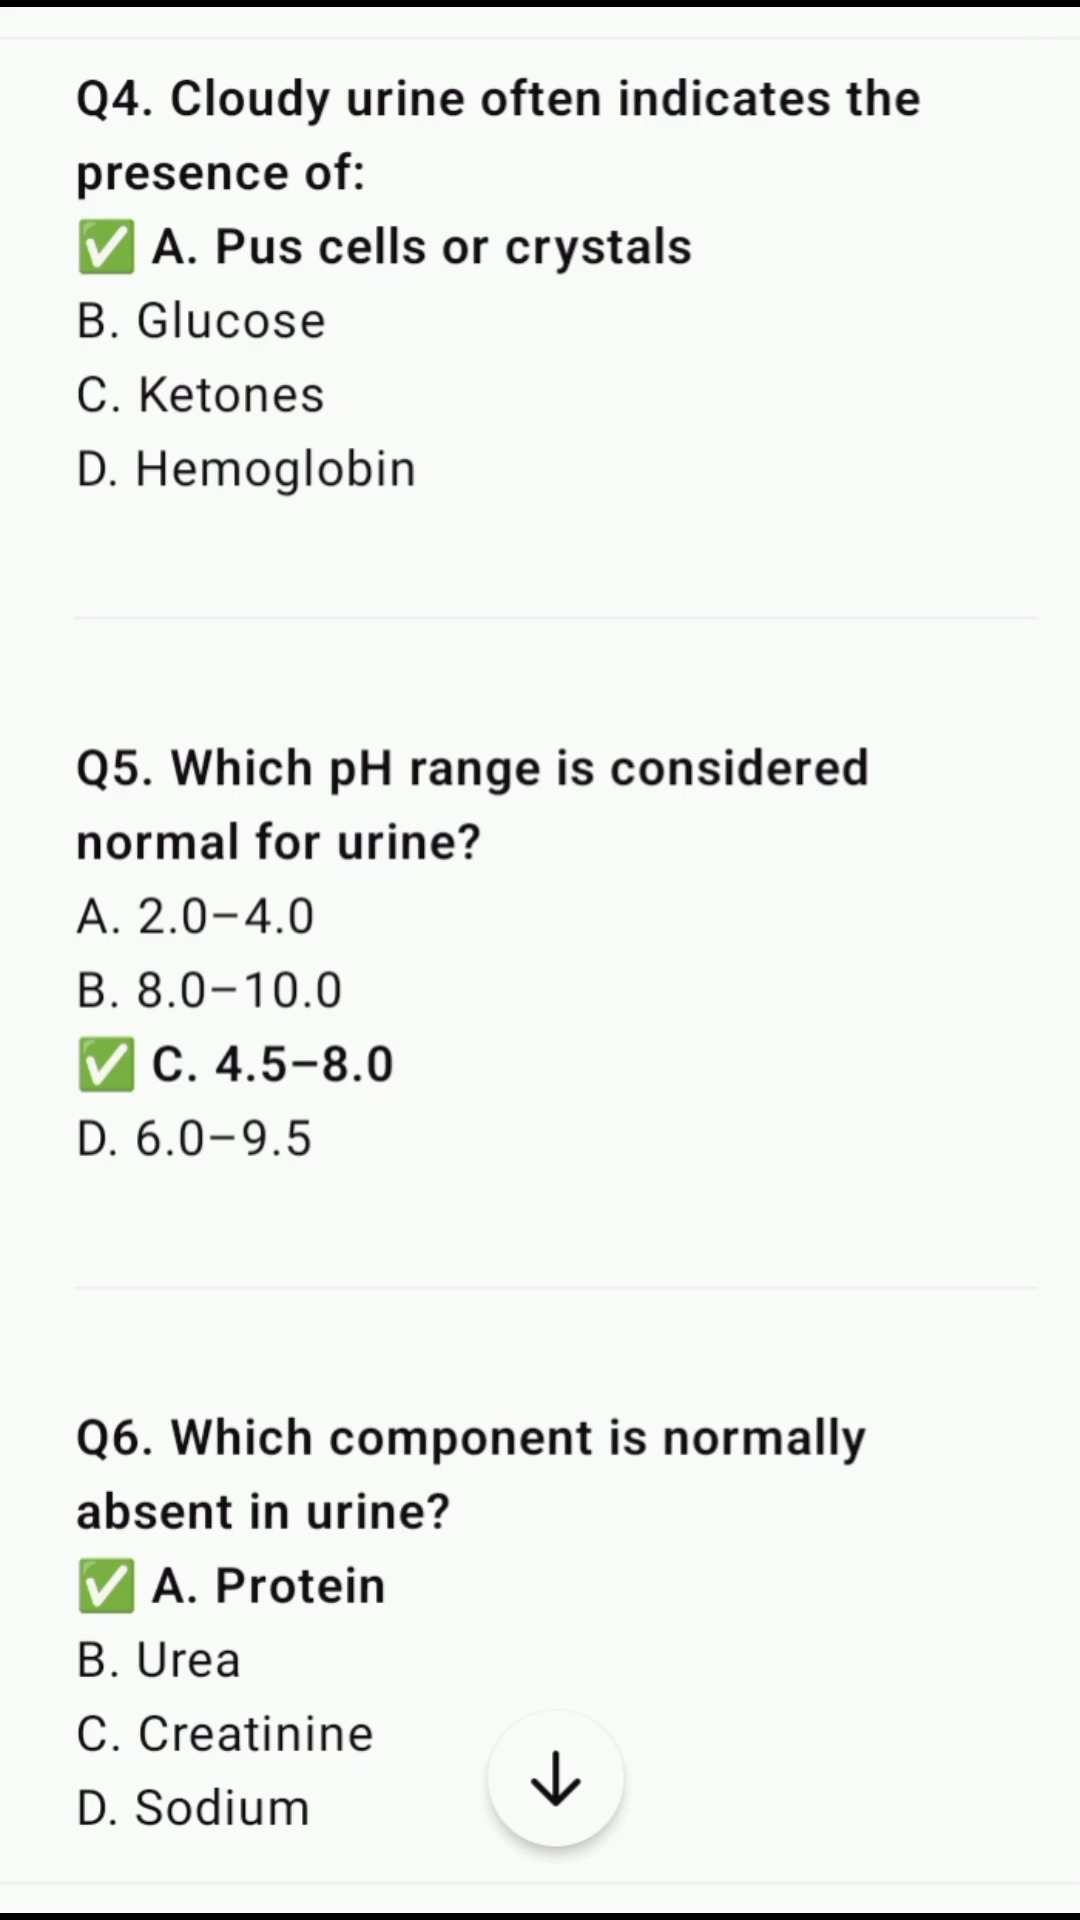 Q4. Cloudy urine often indicates the
presence of:
✅ A. Pus cells or crystals
B. Glucose
C. Ketones
D. Hemoglobin
Q5. Which pH range is considered
normal for urine?
A. 2.0–4.0
B. 8.0–10.0
✅ C. 4.5–8.0
D. 6.0–9.5
Q6. Which component is normally
absent in urine?
✅ A. Protein
B. Urea
C. Creatinine
D. Sodium